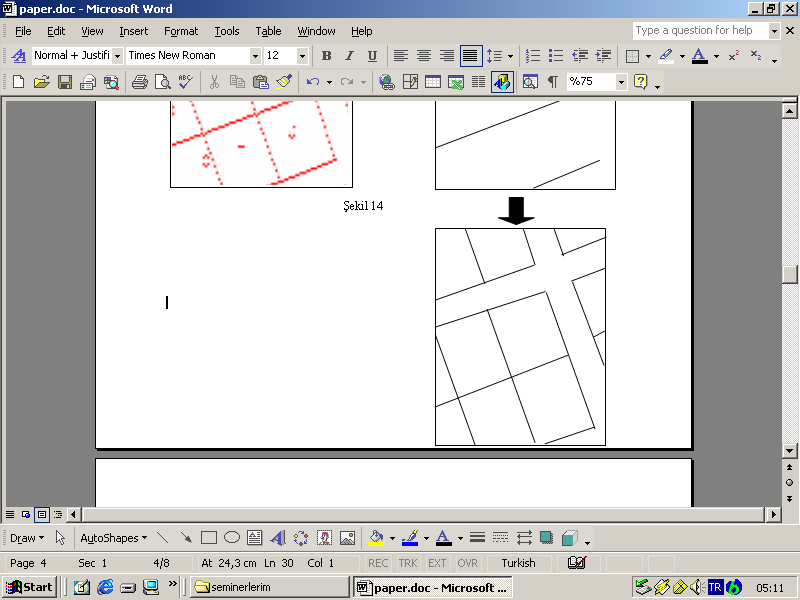 paper.doc - Microsoft Word
File Edit View Insert Format Tools Table Window Help
Type a question for help
Normal + Justifi Times New Roman 12 B I U
%75
Şekil 14
Draw AutoShapes
Page 4 Sec 1 4/8 At 24,3 cm Ln 30 Col 1 REC TRK EXT OVR Turkish
Start seminerlerim paper.doc - Microsoft ... TR 05:11